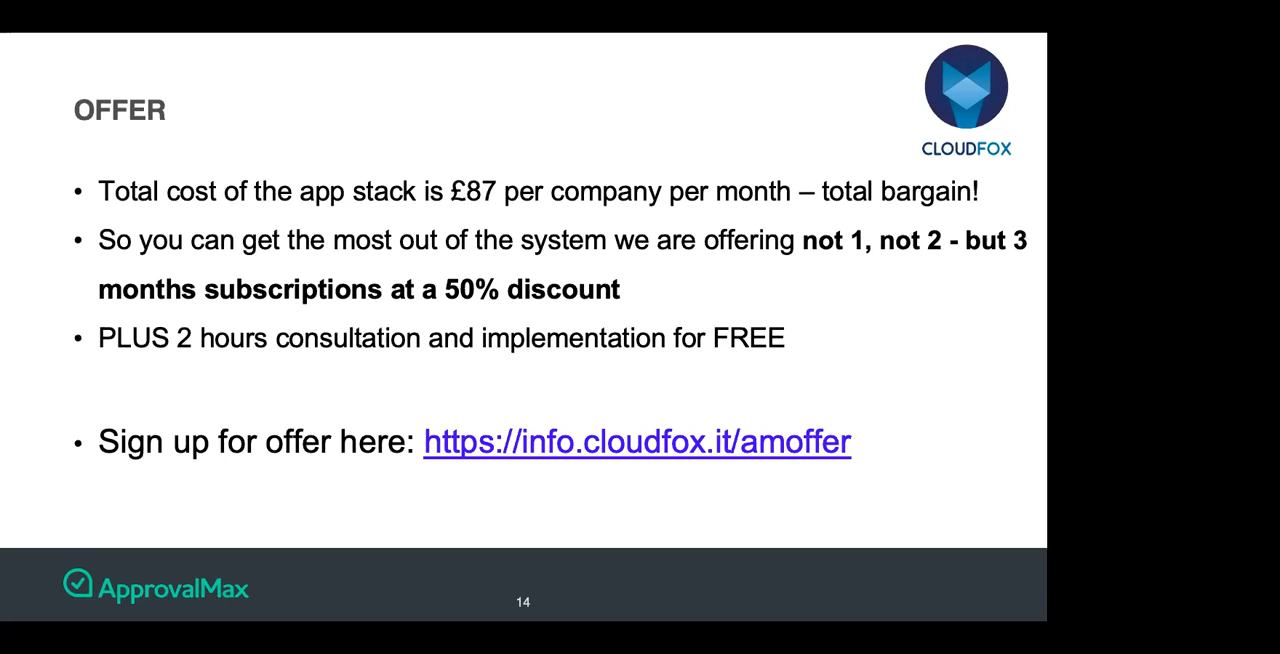 CLOUDFOX
OFFER
• Total cost of the app stack is £87 per company per month – total bargain!
• So you can get the most out of the system we are offering not 1, not 2 - but 3
months subscriptions at a 50% discount
• PLUS 2 hours consultation and implementation for FREE
• Sign up for offer here: https://info.cloudfox.it/amoffer
ApprovalMax
14